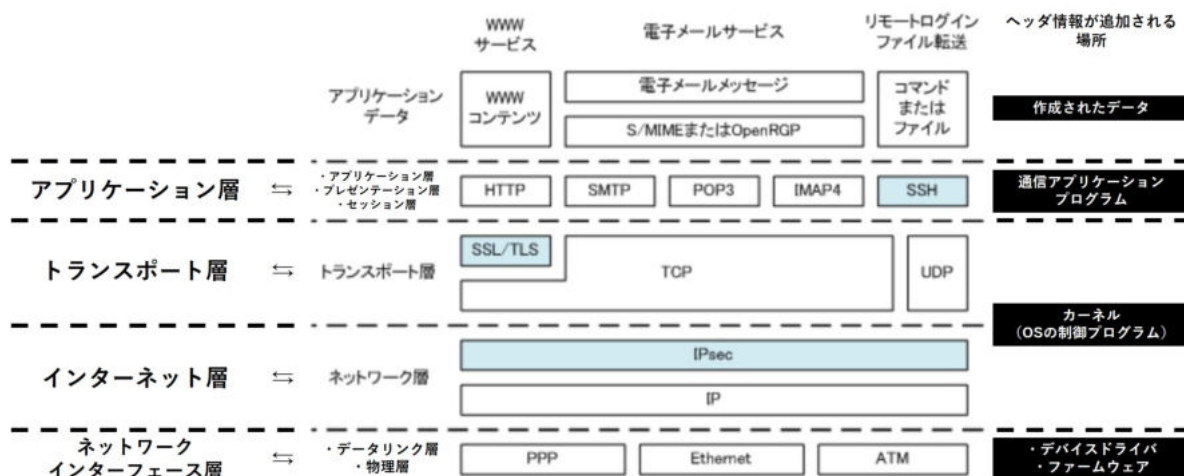 WWW
サービス
電子メールサービス
リモートログイン
ファイル転送
ヘッダ情報が追加される
場所
アプリケーション
データ
WWW
コンテンツ
電子メールメッセージ
S/MIMEまたはOpenRGP
コマンド
または
ファイル
作成されたデータ
アプリケーション層
⇆
・アプリケーション層
・プレゼンテーション層
・セッション層
HTTP
SMTP
POP3
IMAP4
SSH
通信アプリケーション
プログラム
トランスポート層
⇆
トランスポート層
SSL/TLS
TCP
UDP
カーネル
(OSの制御プログラム)
インターネット層
⇆
ネットワーク層
IPsec
IP
ネットワーク
インターフェース層
⇆
・データリンク層
・物理層
PPP
Ethernet
ATM
・デバイスドライバ
・ファームウェア